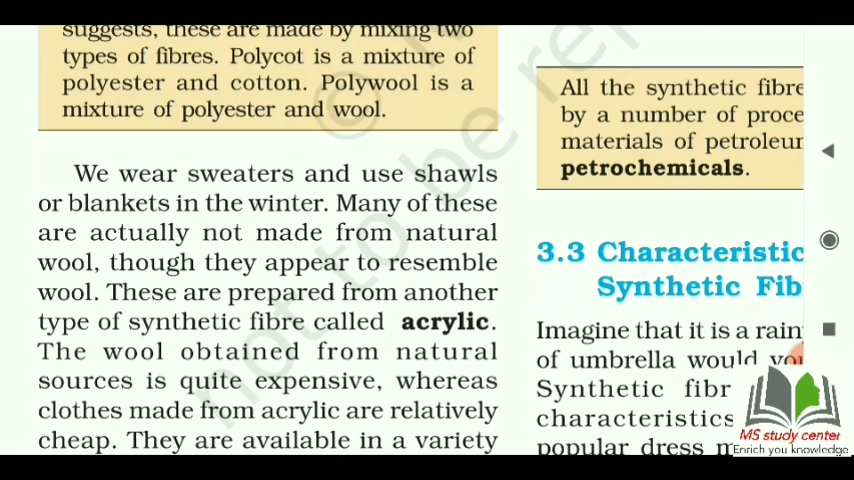 suggests, these are made by mixing two
types of fibres. Polycot is a mixture of
polyester and cotton. Polywool is a
mixture of polyester and wool.
We wear sweaters and use shawls
or blankets in the winter. Many of these
are actually not made from natural
wool, though they appear to resemble
wool. These are prepared from another
type of synthetic fibre called acrylic.
The wool obtained from natural
sources is quite expensive, whereas
clothes made from acrylic are relatively
cheap. They are available in a variety
All the synthetic fibre
by a number of proce
materials of petroleum
petrochemicals.
3.3 Characteristic
Synthetic Fib
Imagine that it is a rain
of umbrella would you
Synthetic fibr
characteristics
popular dress m
MS study center
Enrich you knowledge
not to be re
©